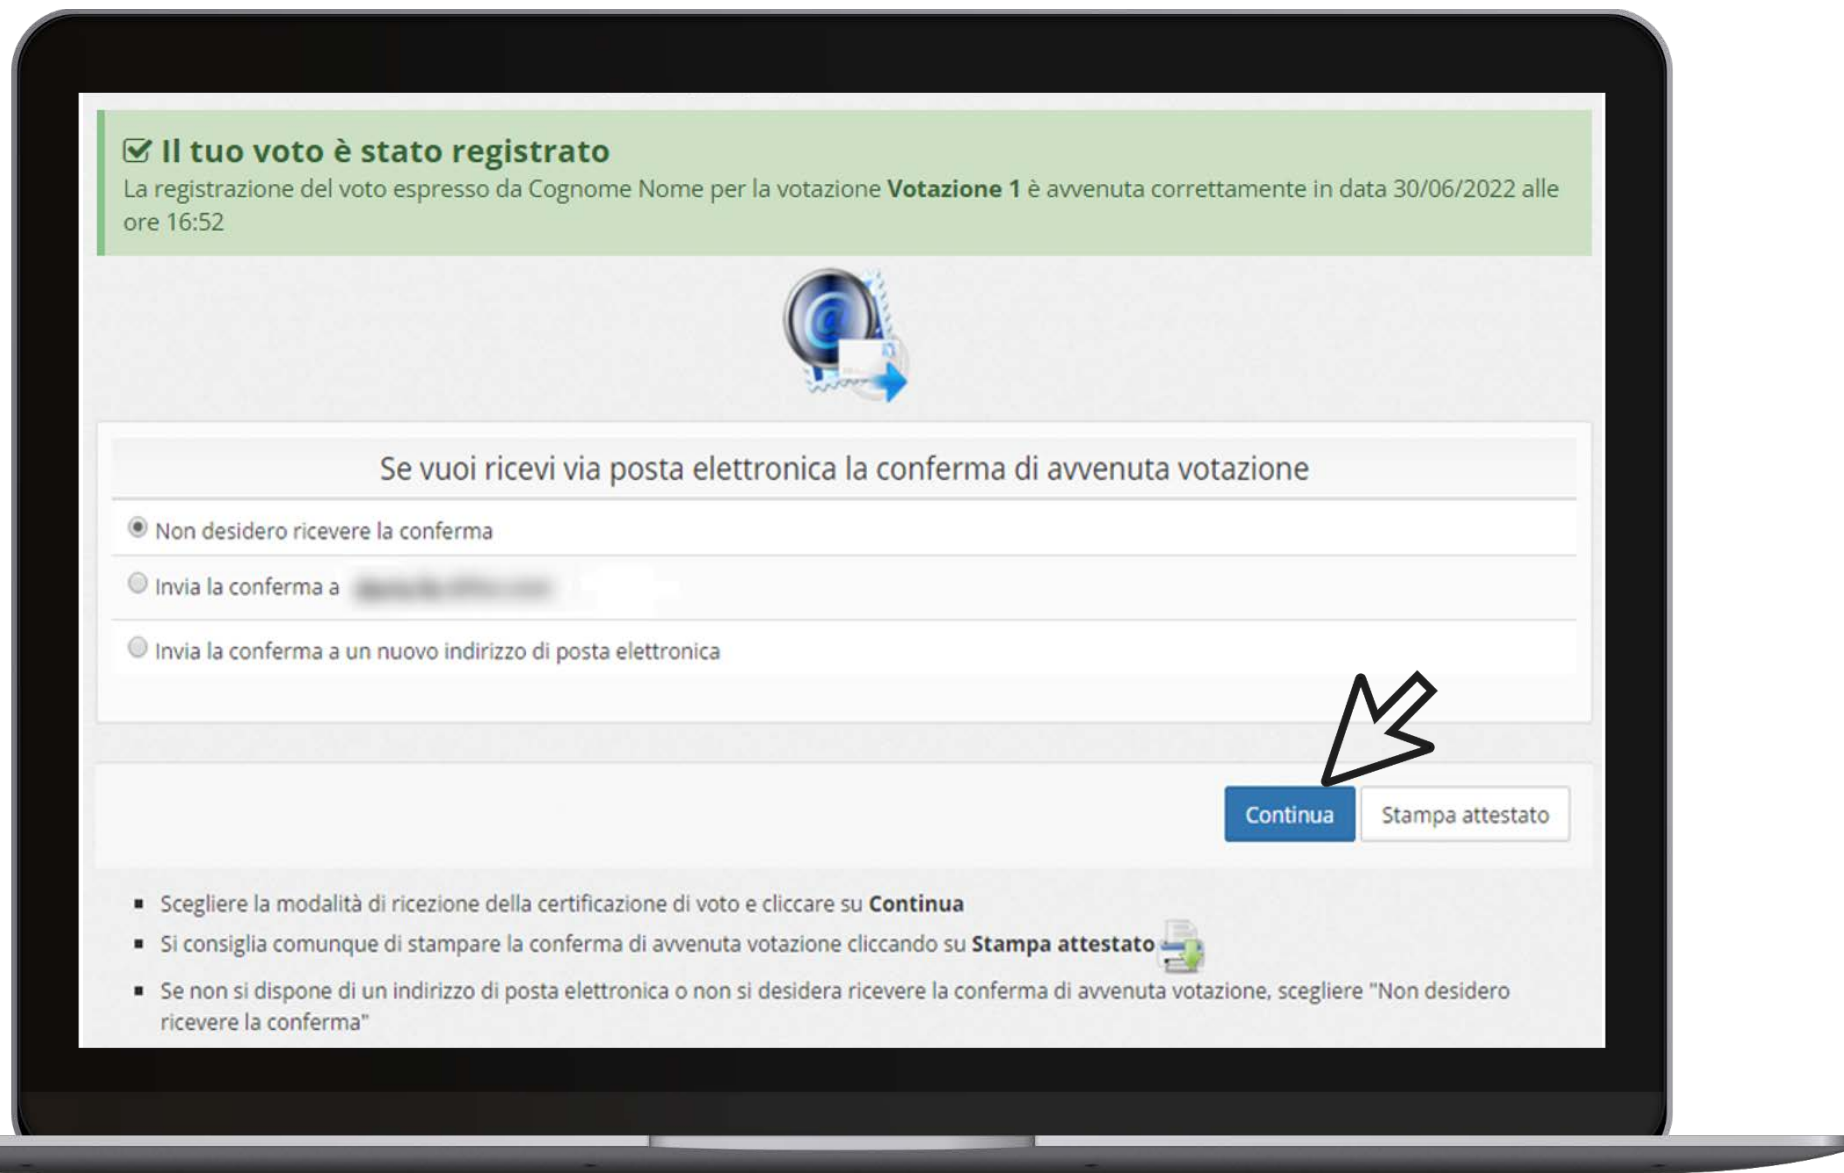 Il tuo voto è stato registrato
La registrazione del voto espresso da Cognome Nome per la votazione Votazione 1 è avvenuta correttamente in data 30/06/2022 alle
ore 16:52
Se vuoi ricevi via posta elettronica la conferma di avvenuta votazione
Non desidero ricevere la conferma
Invia la conferma a
Invia la conferma a un nuovo indirizzo di posta elettronica
Continua Stampa attestato
Scegliere la modalità di ricezione della certificazione di voto e cliccare su Continua
Si consiglia comunque di stampare la conferma di avvenuta votazione cliccando su Stampa attestato
Se non si dispone di un indirizzo di posta elettronica o non si desidera ricevere la conferma di avvenuta votazione, scegliere "Non desidero
ricevere la conferma"